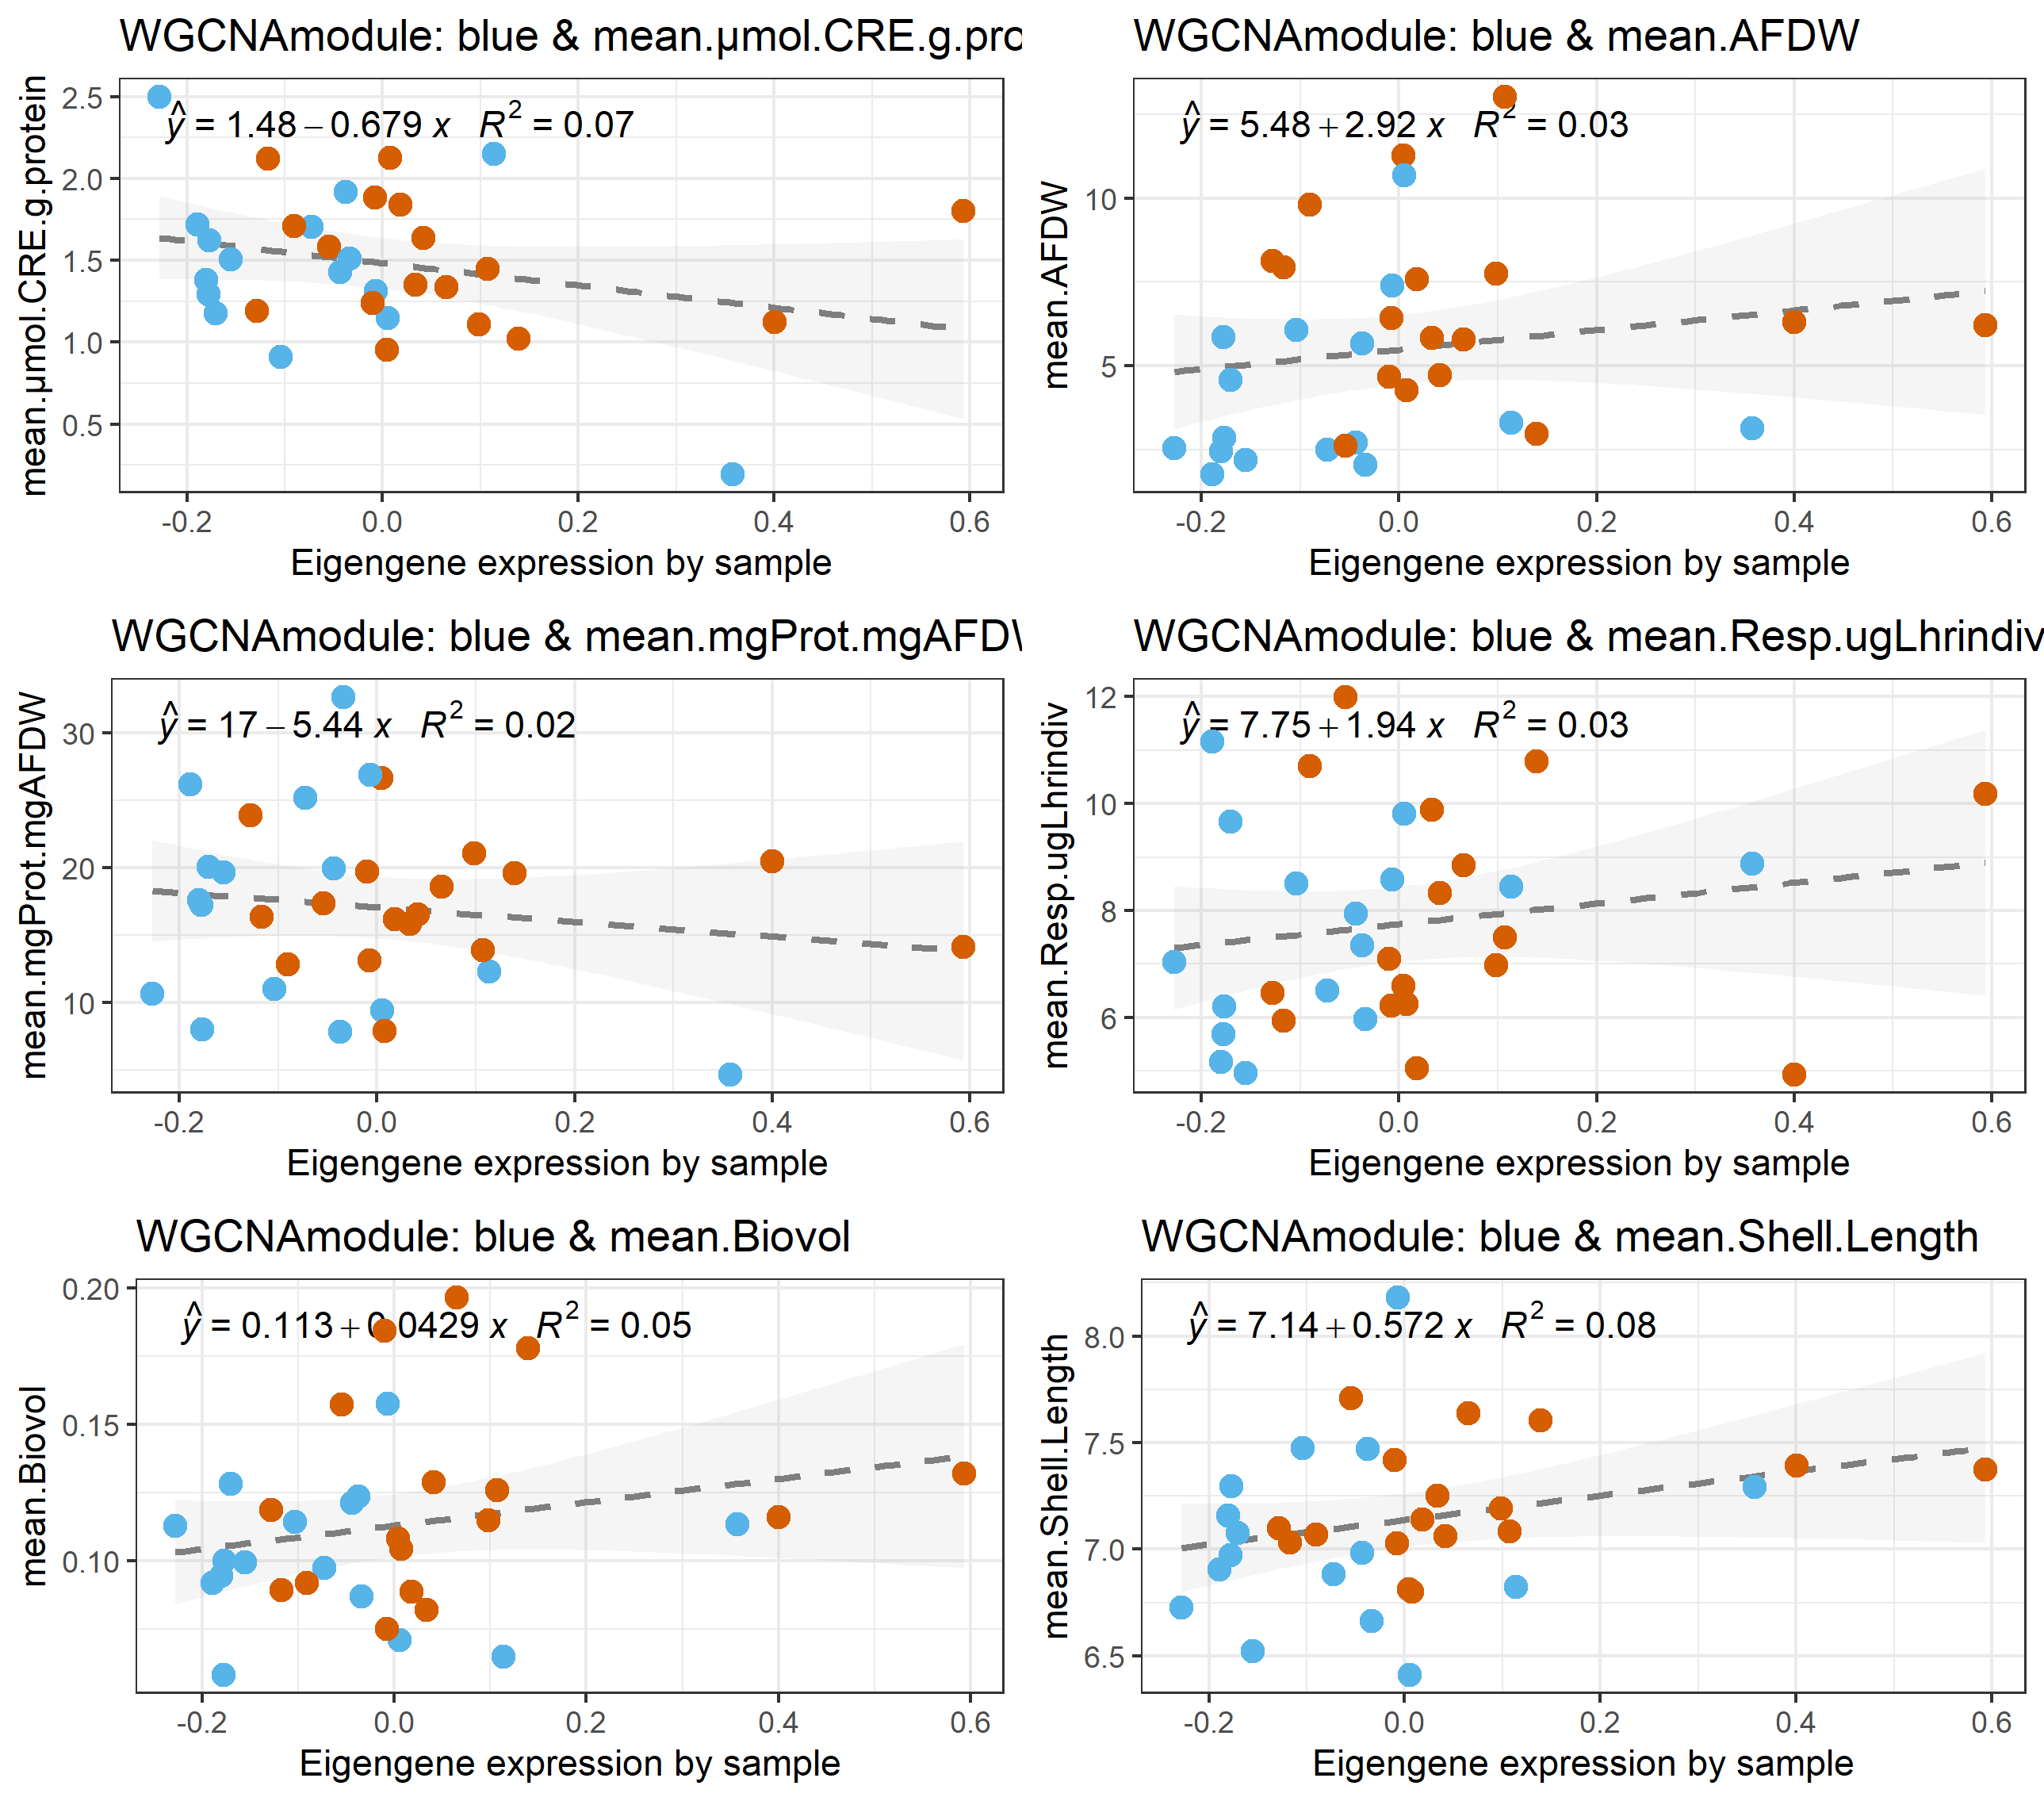 WGCNAmodule: blue & mean.μmol.CRE.g.pro
ŷ = 1.48 − 0.679 x R² = 0.07
mean.μmol.CRE.g.protein
2.5
2.0
1.5
1.0
0.5
-0.2 0.0 0.2 0.4 0.6
Eigengene expression by sample
WGCNAmodule: blue & mean.AFDW
ŷ = 5.48 + 2.92 x R² = 0.03
mean.AFDW
10
5
-0.2 0.0 0.2 0.4 0.6
Eigengene expression by sample
WGCNAmodule: blue & mean.mgProt.mgAFDW
ŷ = 17 − 5.44 x R² = 0.02
mean.mgProt.mgAFDW
30
20
10
-0.2 0.0 0.2 0.4 0.6
Eigengene expression by sample
WGCNAmodule: blue & mean.Resp.ugLhrindiv
ŷ = 7.75 + 1.94 x R² = 0.03
mean.Resp.ugLhrindiv
12
10
8
6
-0.2 0.0 0.2 0.4 0.6
Eigengene expression by sample
WGCNAmodule: blue & mean.Biovol
ŷ = 0.113 + 0.0429 x R² = 0.05
mean.Biovol
0.20
0.15
0.10
-0.2 0.0 0.2 0.4 0.6
Eigengene expression by sample
WGCNAmodule: blue & mean.Shell.Length
ŷ = 7.14 + 0.572 x R² = 0.08
mean.Shell.Length
8.0
7.5
7.0
6.5
-0.2 0.0 0.2 0.4 0.6
Eigengene expression by sample